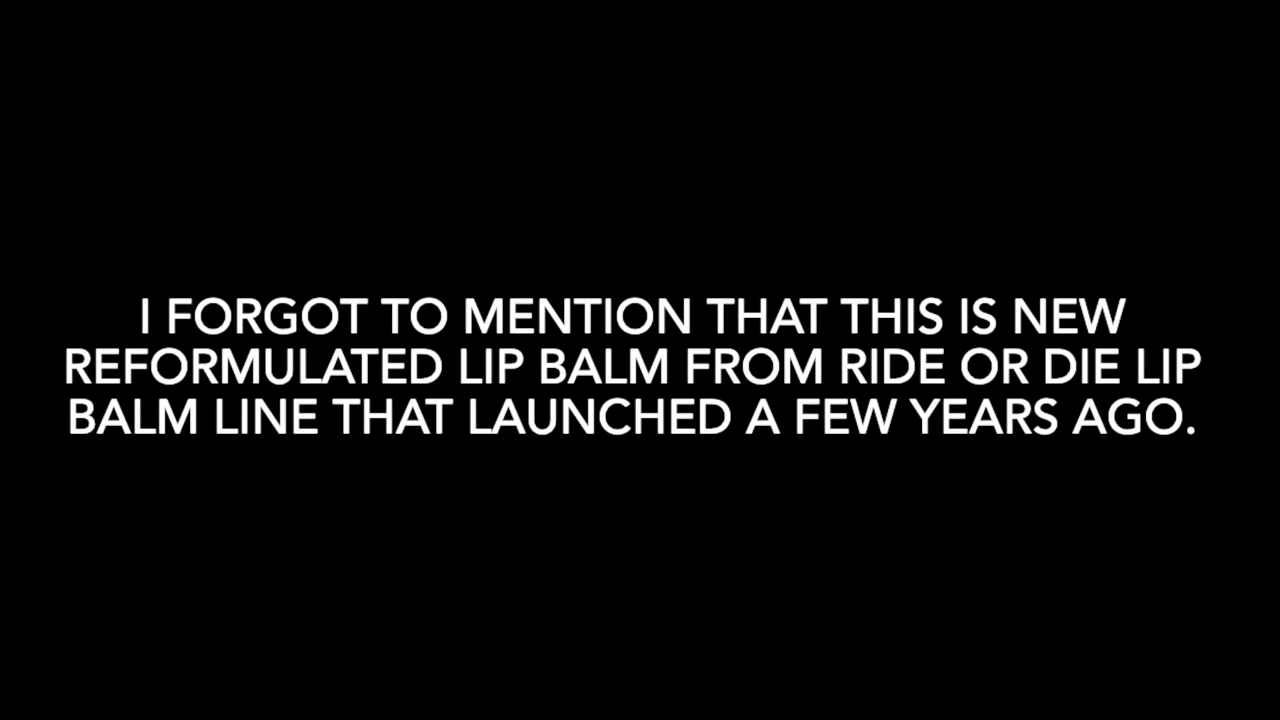 I FORGOT TO MENTION THAT THIS IS NEW
REFORMULATED LIP BALM FROM RIDE OR DIE LIP
BALM LINE THAT LAUNCHED A FEW YEARS AGO.